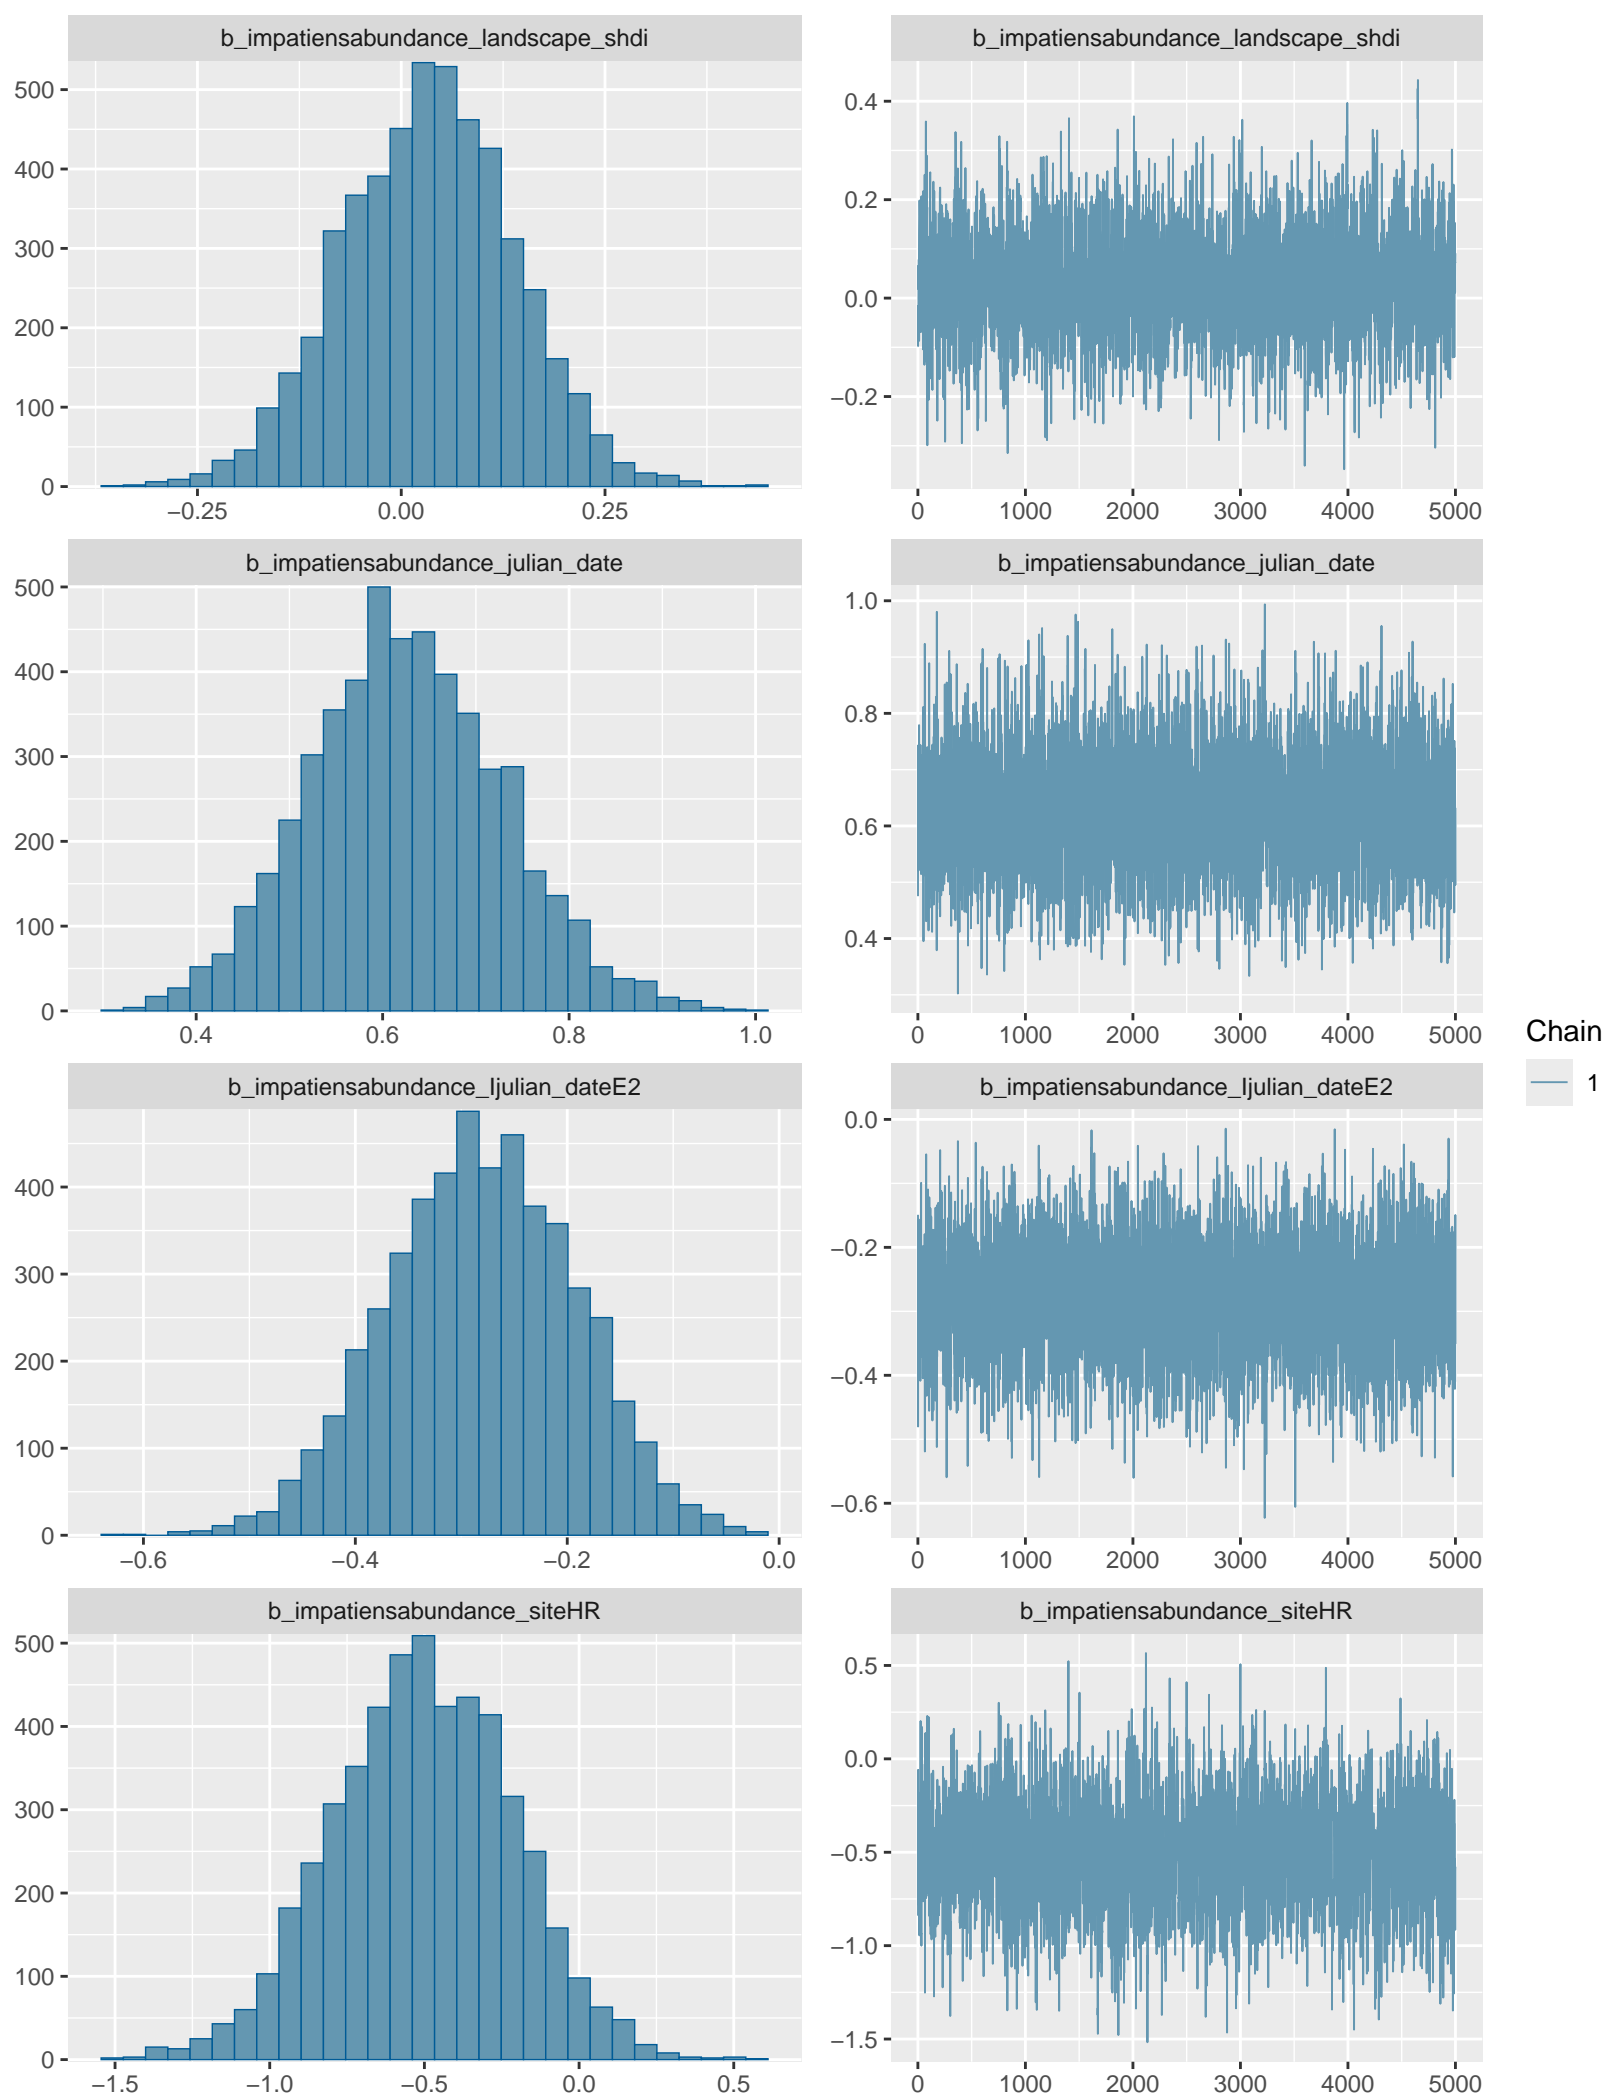 b_impatiensabundance_landscape_shdi
500
400
300
200
100
0
−0.25 0.00 0.25
b_impatiensabundance_landscape_shdi
0.4
0.2
0.0
−0.2
0 1000 2000 3000 4000 5000
b_impatiensabundance_julian_date
500
400
300
200
100
0
0.4 0.6 0.8 1.0
b_impatiensabundance_julian_date
1.0
0.8
0.6
0.4
0 1000 2000 3000 4000 5000
b_impatiensabundance_Ijulian_dateE2
400
300
200
100
0
−0.6 −0.4 −0.2 0.0
b_impatiensabundance_Ijulian_dateE2
0.0
−0.2
−0.4
−0.6
0 1000 2000 3000 4000 5000
b_impatiensabundance_siteHR
500
400
300
200
100
0
−1.5 −1.0 −0.5 0.0 0.5
b_impatiensabundance_siteHR
0.5
0.0
−0.5
−1.0
−1.5
0 1000 2000 3000 4000 5000
Chain
1